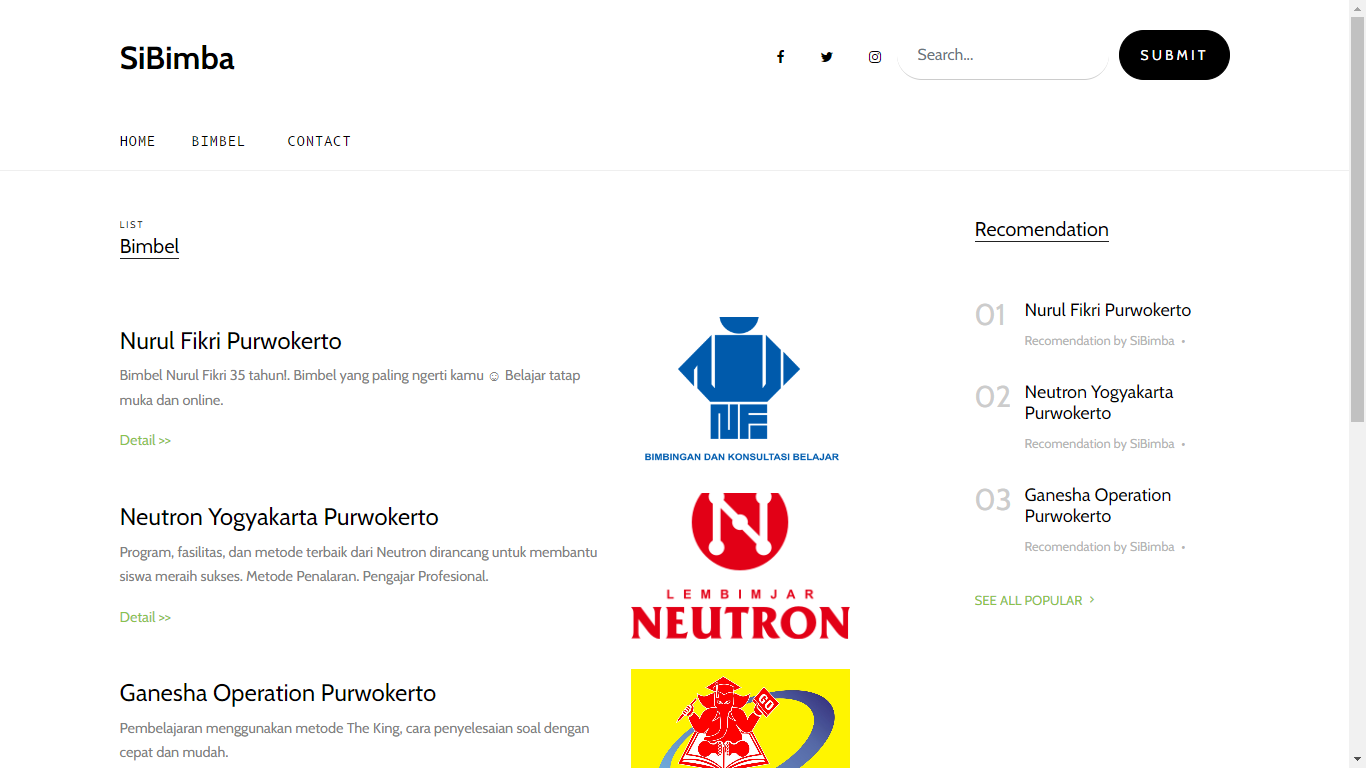 SiBimba
Search...
SUBMIT
HOME
BIMBEL
CONTACT
LIST
Bimbel
Nurul Fikri Purwokerto
Bimbel Nurul Fikri 35 tahun!. Bimbel yang paling ngerti kamu ☺ Belajar tatap
muka dan online.
Detail >>
NF
BIMBINGAN DAN KONSULTASI BELAJAR
Neutron Yogyakarta Purwokerto
Program, fasilitas, dan metode terbaik dari Neutron dirancang untuk membantu
siswa meraih sukses. Metode Penalaran. Pengajar Profesional.
Detail >>
N
LEMBIMJAR
NEUTRON
Ganesha Operation Purwokerto
Pembelajaran menggunakan metode The King, cara penyelesaian soal dengan
cepat dan mudah.
GO
Recomendation
01
Nurul Fikri Purwokerto
Recomendation by SiBimba •
02
Neutron Yogyakarta
Purwokerto
Recomendation by SiBimba •
03
Ganesha Operation
Purwokerto
Recomendation by SiBimba •
SEE ALL POPULAR >